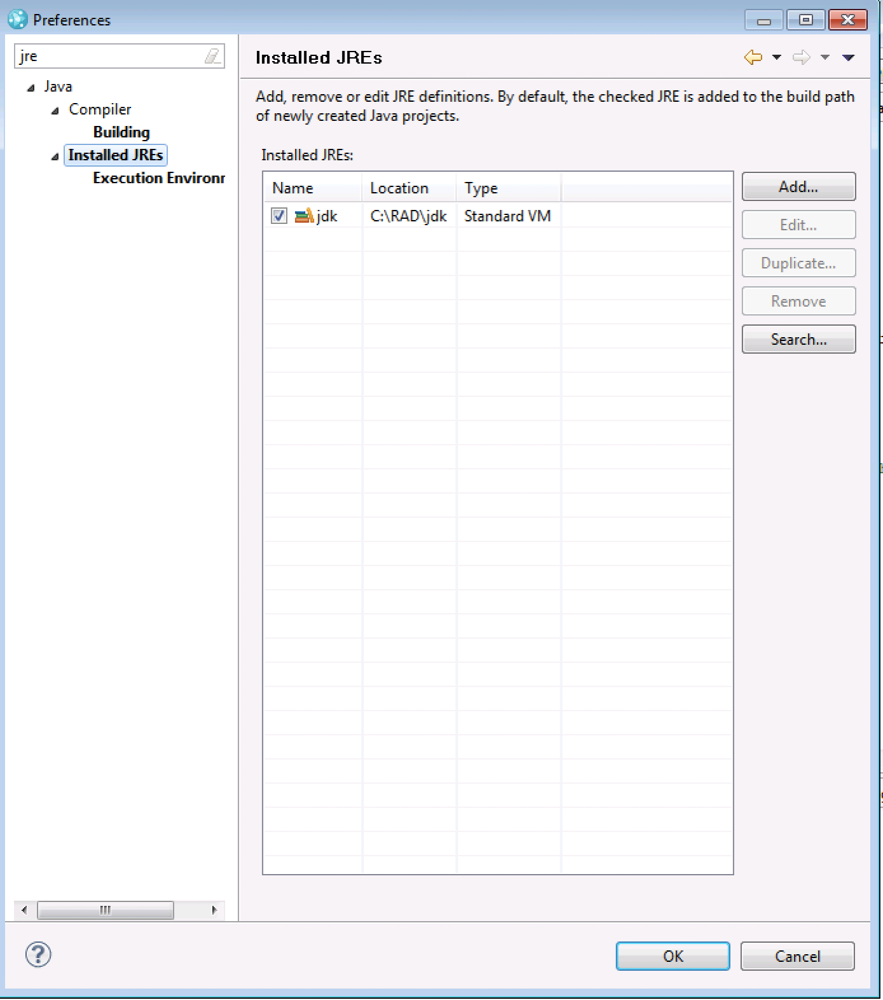 Preferences
jre
Java
Compiler
Building
Installed JREs
Execution Environr
Installed JREs
Add, remove or edit JRE definitions. By default, the checked JRE is added to the build path
of newly created Java projects.
Installed JREs:
Name Location Type
jdk C:\RAD\jdk Standard VM
Add...
Edit...
Duplicate...
Remove
Search...
OK Cancel